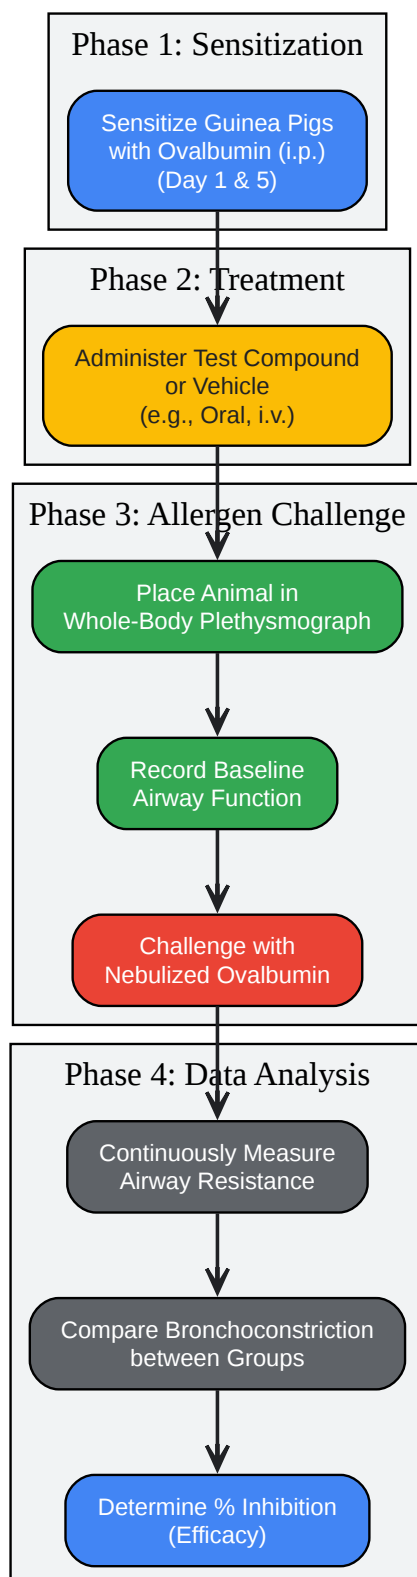 Phase 1: Sensitization
Sensitize Guinea Pigs
with Ovalbumin (i.p.)
(Day 1 & 5)
Phase 2: Treatment
Administer Test Compound
or Vehicle
(e.g., Oral, i.v.)
Phase 3: Allergen Challenge
Place Animal in
Whole-Body Plethysmograph
Record Baseline
Airway Function
Challenge with
Nebulized Ovalbumin
Phase 4: Data Analysis
Continuously Measure
Airway Resistance
Compare Bronchoconstriction
between Groups
Determine % Inhibition
(Efficacy)